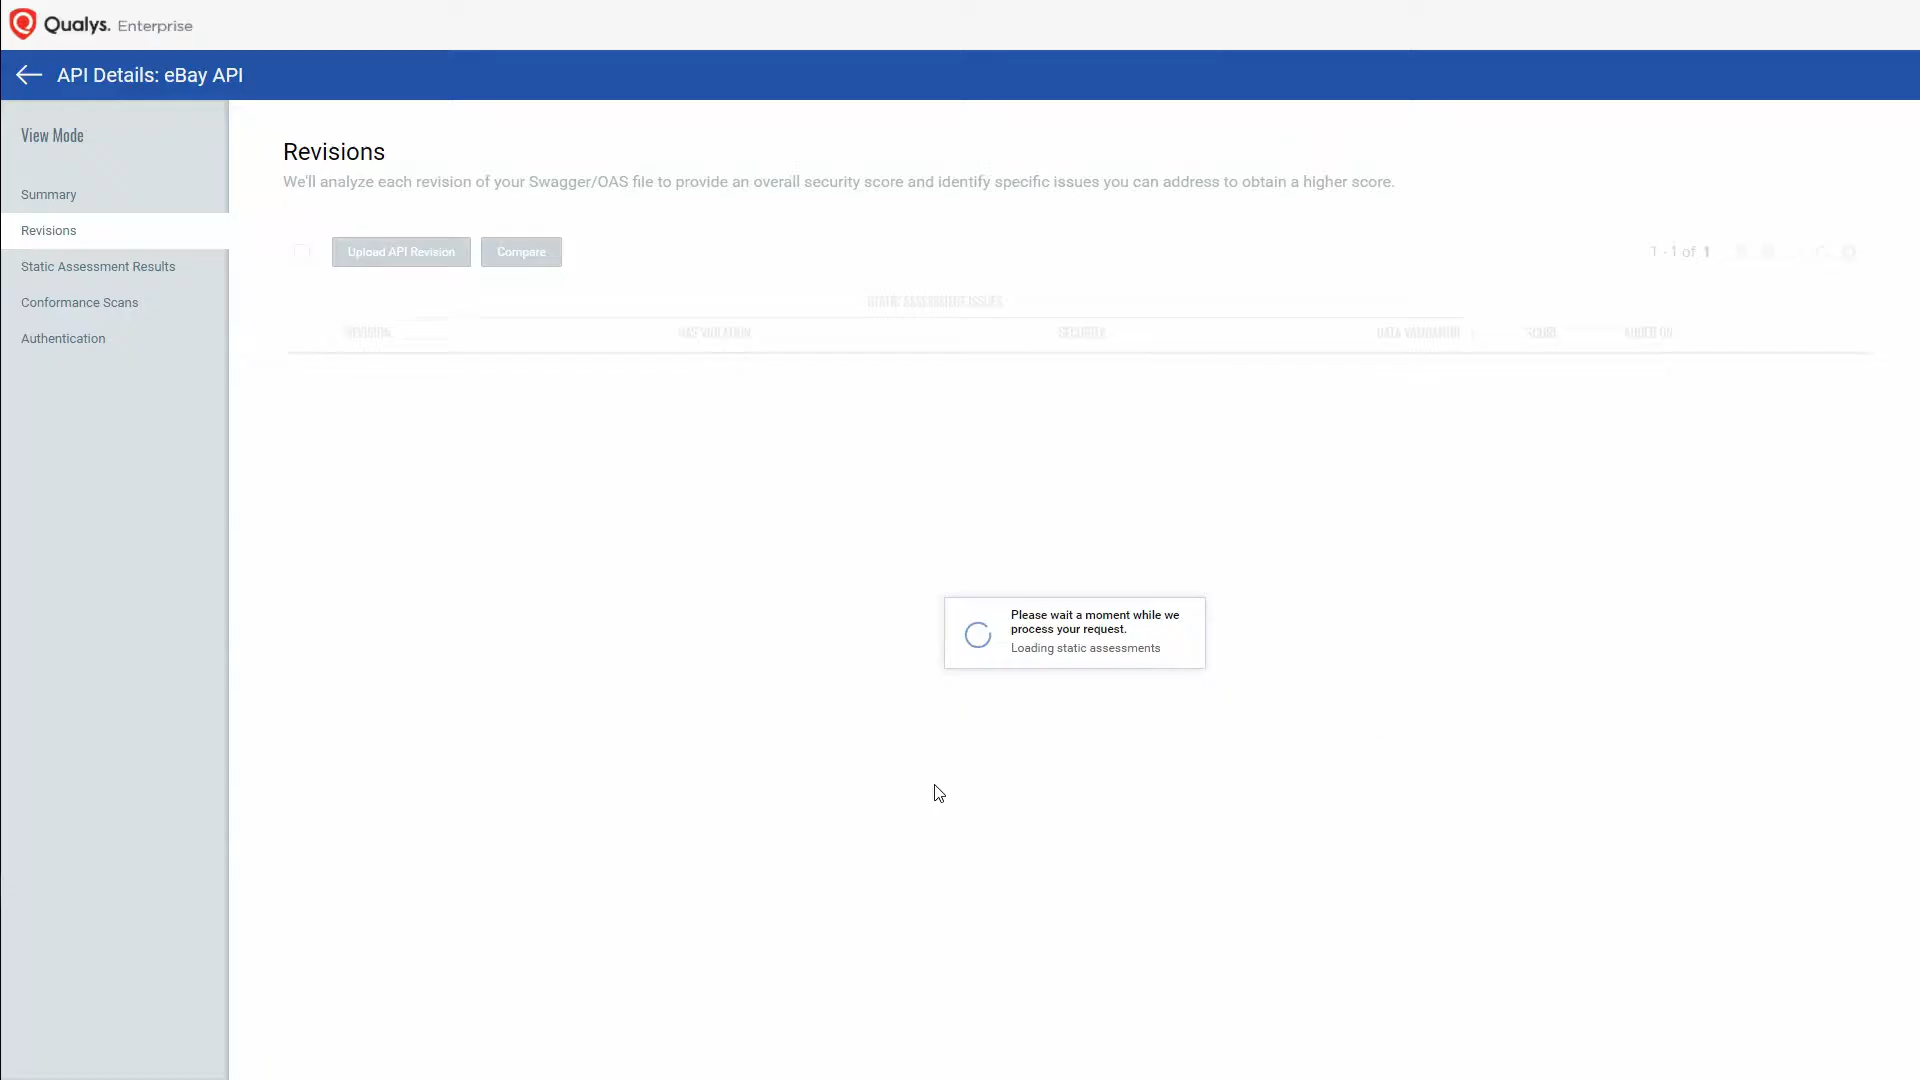 Qualys. Enterprise
API Details: eBay API
View Mode
Summary
Revisions
Static Assessment Results
Conformance Scans
Authentication
Revisions
We'll analyze each revision of your Swagger/OAS file to provide an overall security score and identify specific issues you can address to obtain a higher score.
Upload API Revision
Compare
1 - 1 of 1
STATIC ASSESSMENT ISSUES
REVISION
OAS VIOLATION
SECURITY
DATA VALIDATION
SCORE
ADDED ON
Please wait a moment while we
process your request.
Loading static assessments